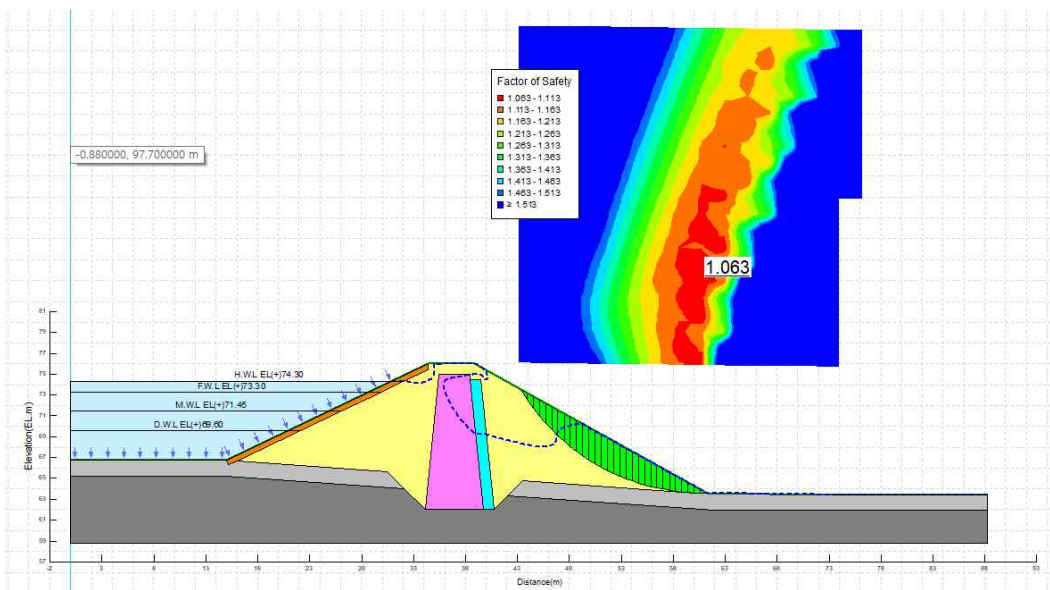 Factor of Safety
1.063 - 1.113
1.113 - 1.163
1.163 - 1.213
1.213 - 1.263
1.263 - 1.313
1.313 - 1.363
1.363 - 1.413
1.413 - 1.463
1.463 - 1.513
≥ 1.513
-0.880000, 97.700000 m
1.063
H.W.L EL(+)74.30
F.W.L EL(+)73.30
M.W.L EL(+)71.46
D.W.L EL(+)69.60
Elevation(EL.m)
81
79
77
75
73
71
69
67
65
63
61
59
57
-2 3 8 13 18 23 28 33 38 43 48 53 58 63 68 73 78 83 88 93
Distance(m)